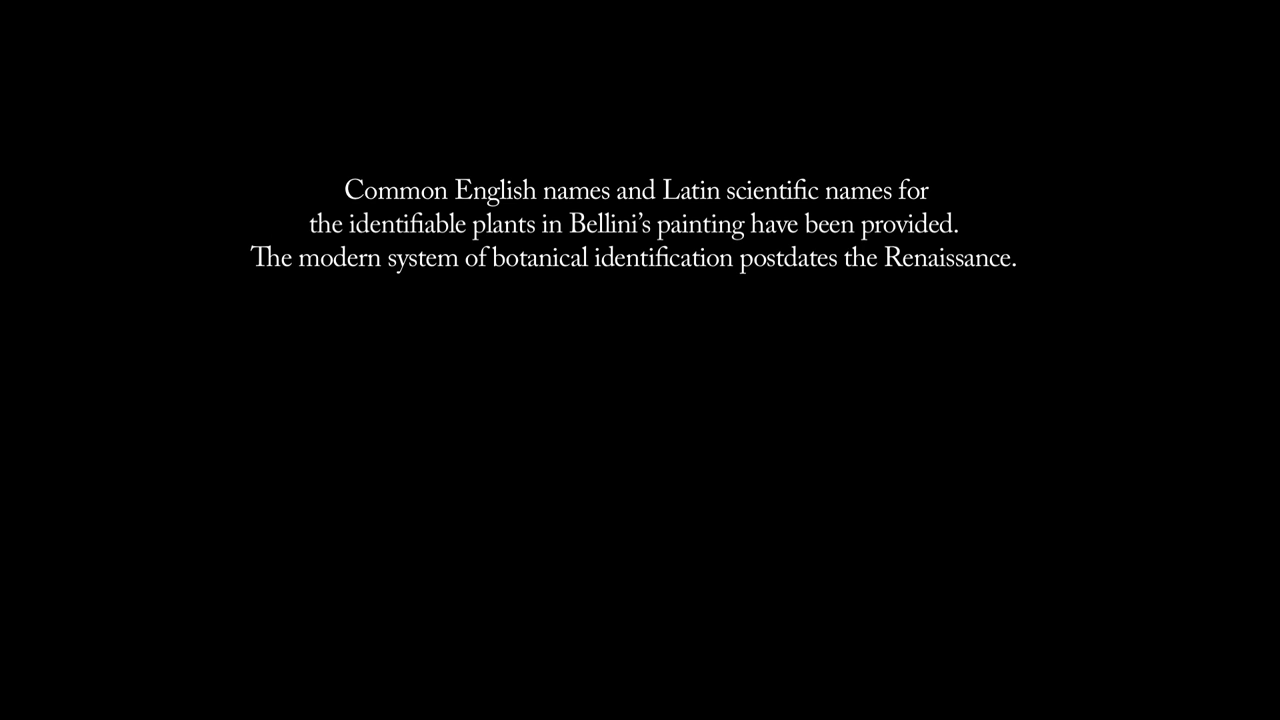 Common English names and Latin scientific names for
the identifiable plants in Bellini’s painting have been provided.
The modern system of botanical identification postdates the Renaissance.